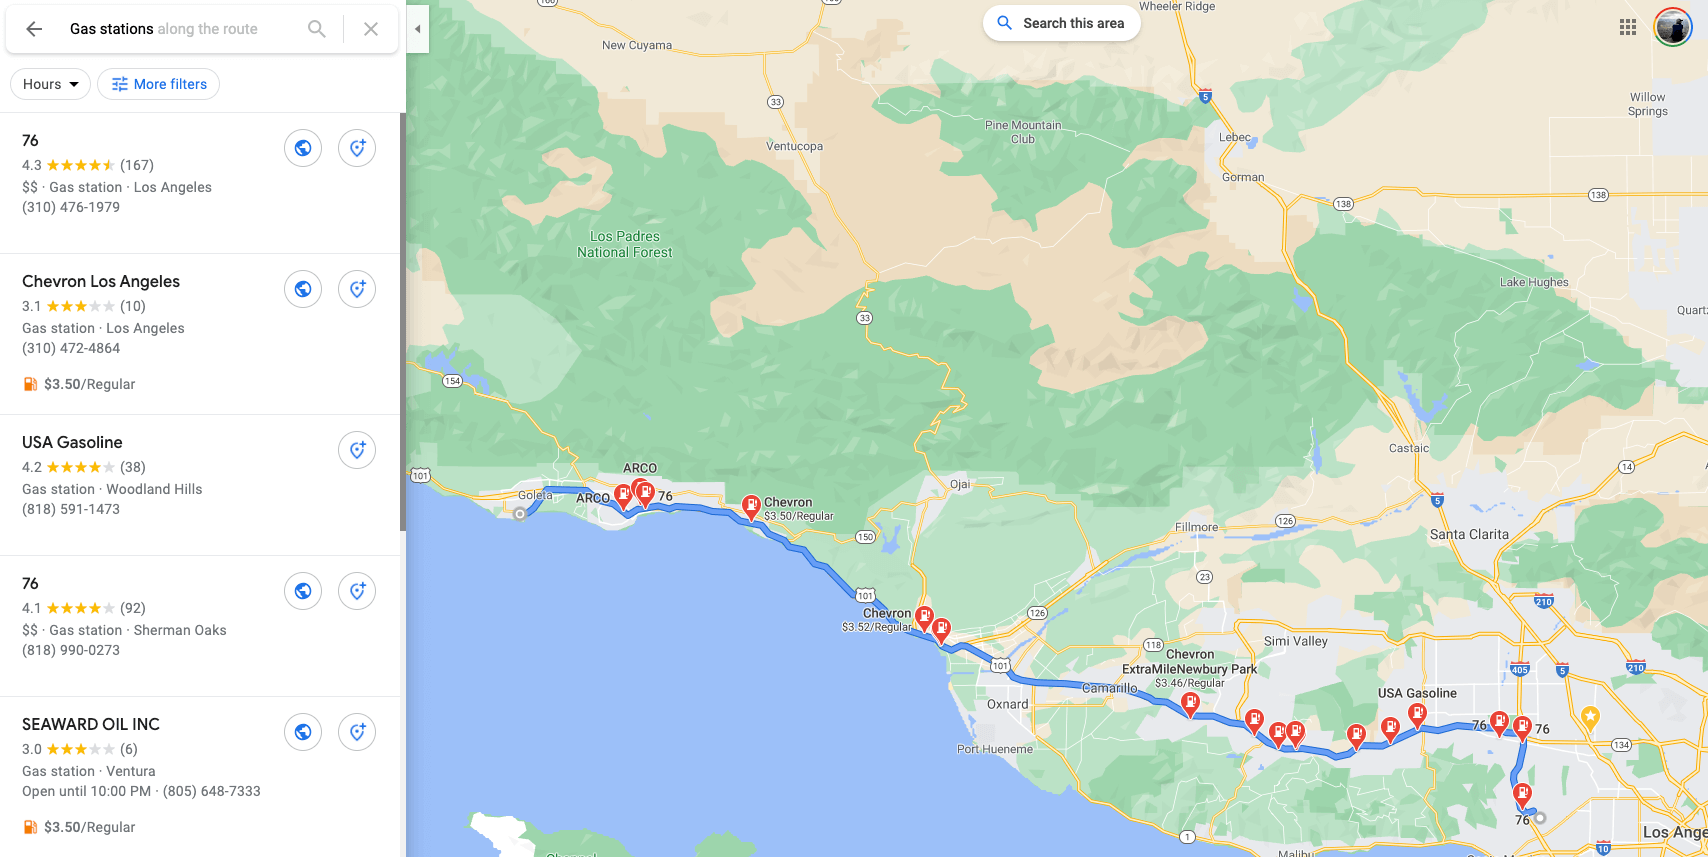 Gas stations along the route
Hours
More filters
76
4.3 (167)
$$ · Gas station · Los Angeles
(310) 476-1979
Chevron Los Angeles
3.1 (10)
Gas station · Los Angeles
(310) 472-4864
$3.50/Regular
USA Gasoline
4.2 (38)
Gas station · Woodland Hills
(818) 591-1473
76
4.1 (92)
$$ · Gas station · Sherman Oaks
(818) 990-0273
SEAWARD OIL INC
3.0 (6)
Gas station · Ventura
Open until 10:00 PM · (805) 648-7333
$3.50/Regular
Search this area
Wheeler Ridge
New Cuyama
33
5
Willow
Springs
Pine Mountain
Club
Lebec
Ventucopa
Gorman
138
138
Los Padres
National Forest
Lake Hughes
33
Quartz
154
Castaic
14
ARCO
101
Goleta
ARCO
76
Chevron
$3.50/Regular
Ojai
5
Fillmore
126
Santa Clarita
150
23
101
210
Chevron
$3.52/Regular
126
118
Simi Valley
Chevron
ExtraMileNewbury Park
$3.46/Regular
101
405
5
210
Camarillo
USA Gasoline
Oxnard
76
76
134
Port Hueneme
76
1
Los Ange
10
Malibu
Channel